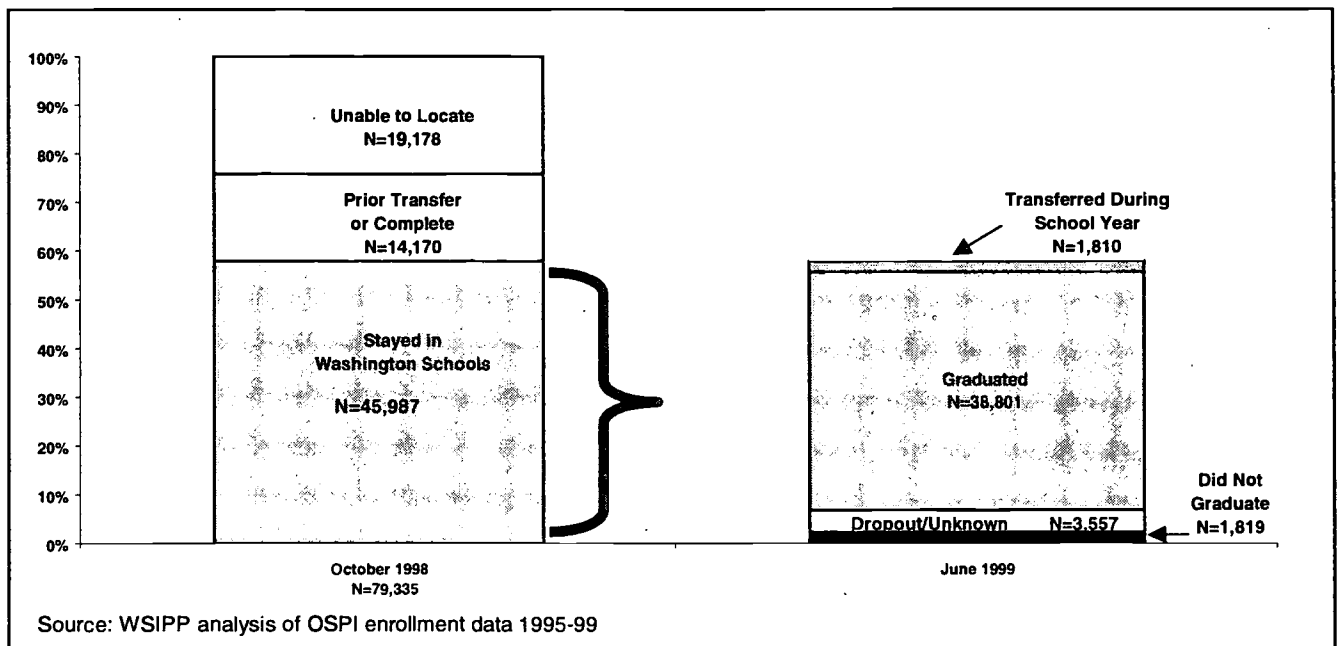 100%
90%
80%
70%
60%
50%
40%
30%
20%
10%
0%
Unable to Locate
N=19,178
Prior Transfer
or Complete
N=14,170
Stayed in
Washington Schools
N=45,987
Transferred During
School Year
N=1,810
Graduated
N=38,801
Dropout/Unknown N=3,557
Did Not
Graduate
N=1,819
October 1998
N=79,335
June 1999
Source: WSIPP analysis of OSPI enrollment data 1995-99